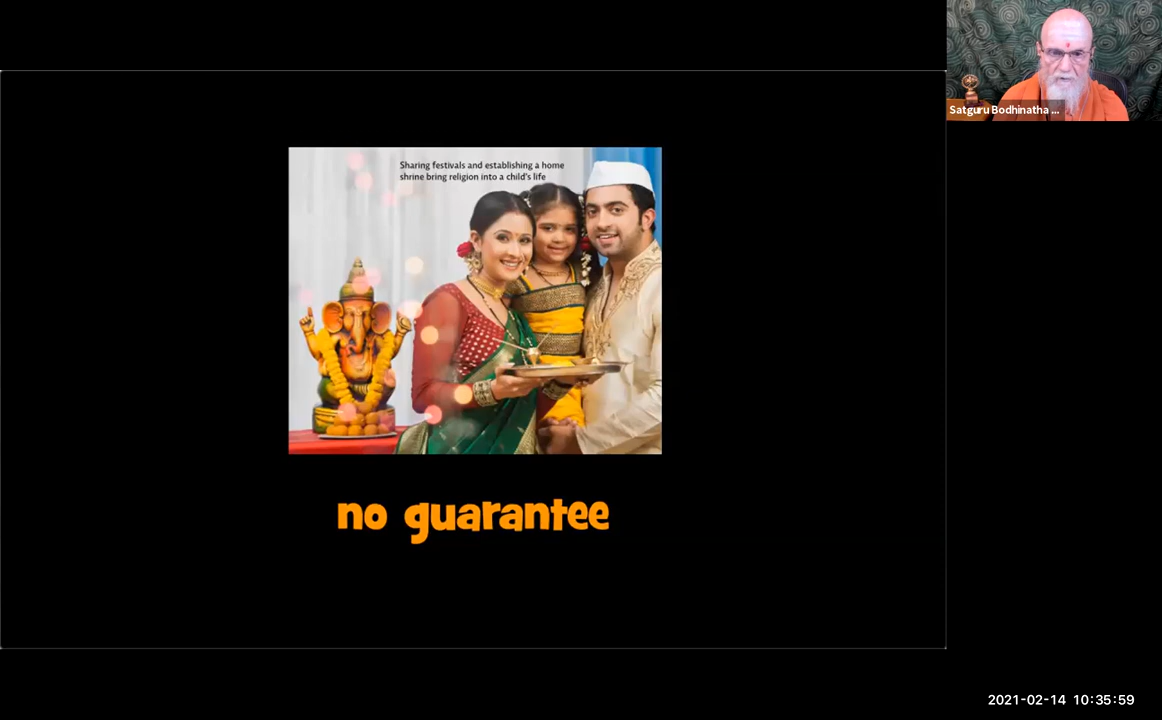 Satguru Bodhinatha ...
Sharing festivals and establishing a home
shrine bring religion into a child's life
no guarantee
2021-02-14 10:35:59